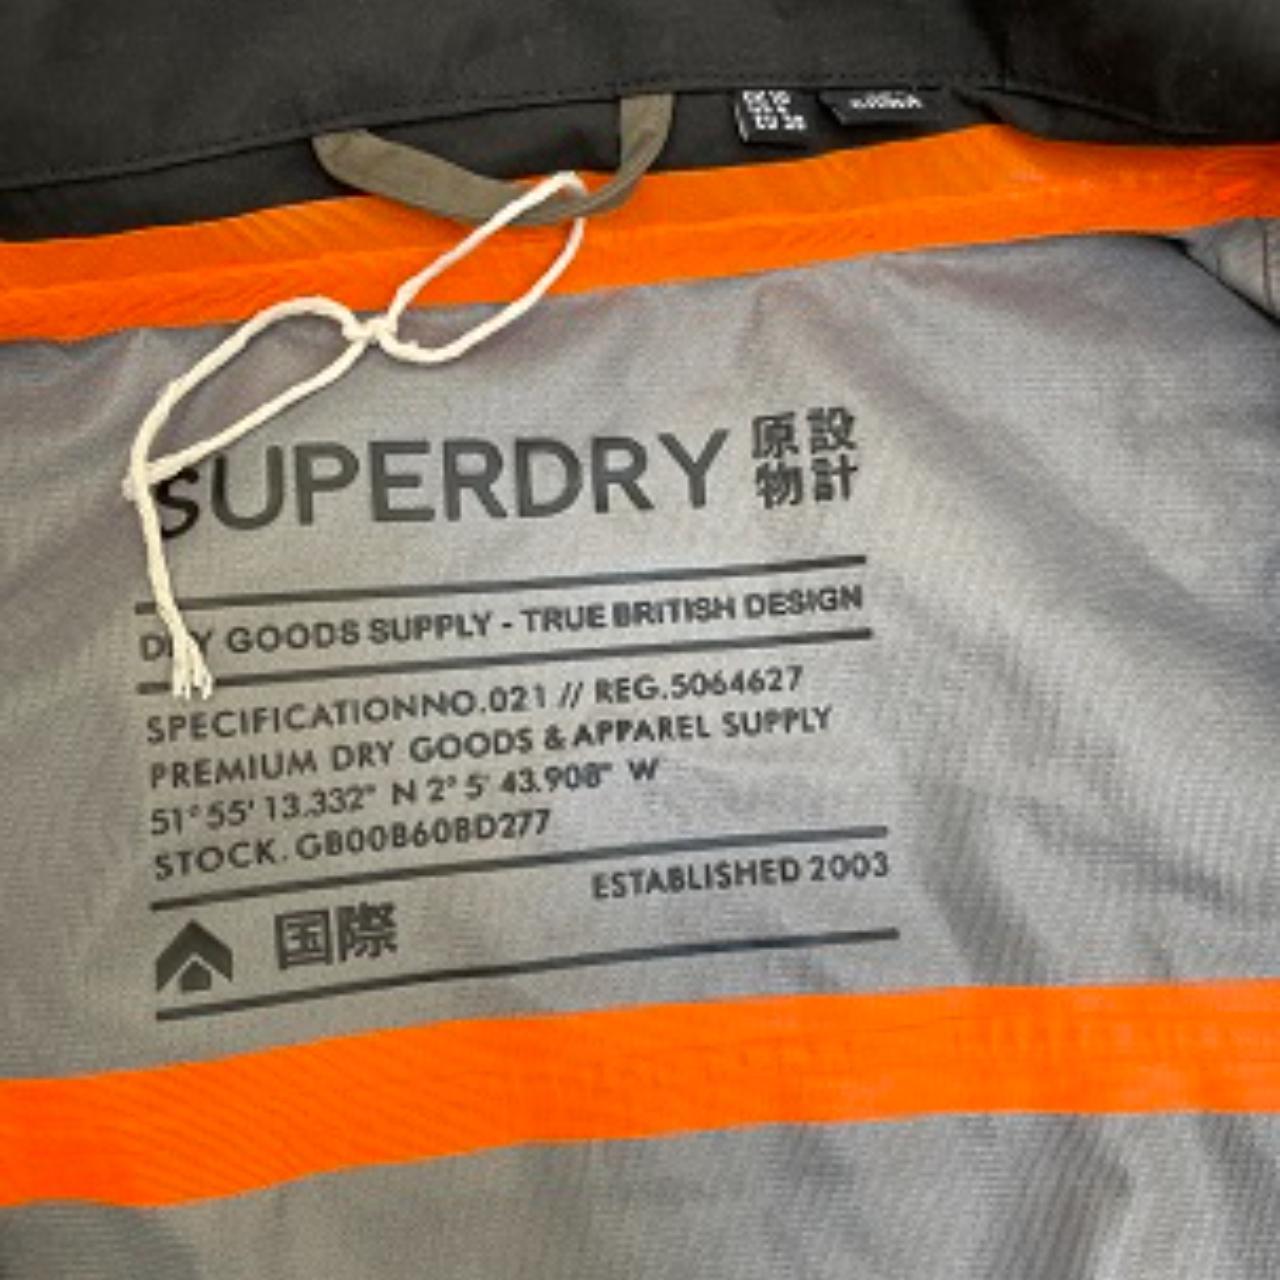 SUPERDRY 原設
物計
DRY GOODS SUPPLY - TRUE BRITISH DESIGN
SPECIFICATIONNO.021 // REG.5064627
PREMIUM DRY GOODS & APPAREL SUPPLY
51° 55' 13.332" N 2° 5' 43.908" W
STOCK. GB00B60BD277
ESTABLISHED 2003
国際